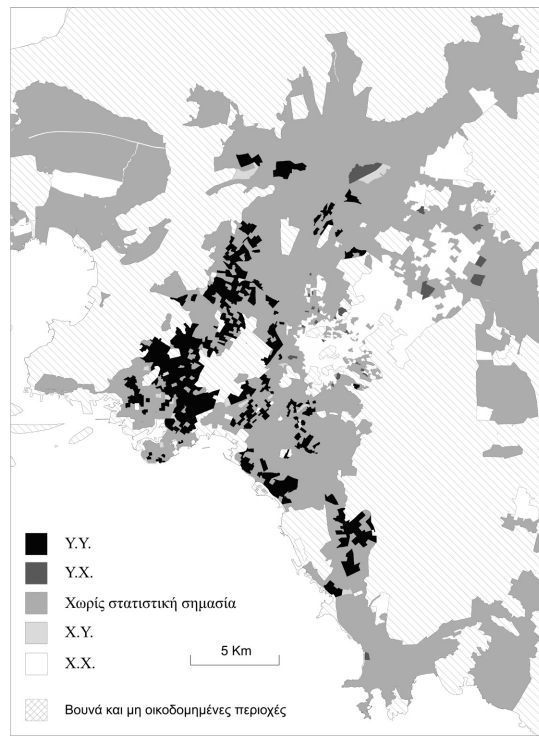 Υ.Υ.
Υ.Χ.
Χωρίς στατιστική σημασία
Χ.Υ.
Χ.Χ.
5 Km
Βουνά και μη οικοδομημένες περιοχές